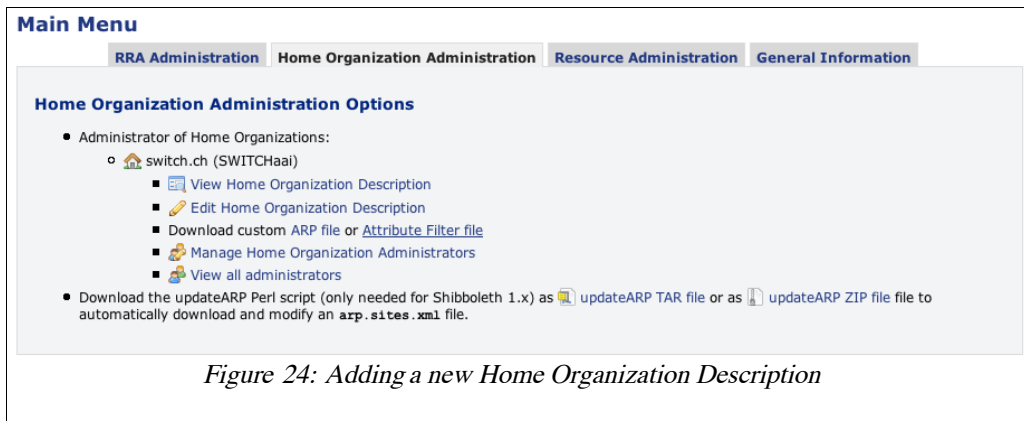 Main Menu
RRA Administration Home Organization Administration Resource Administration General Information
Home Organization Administration Options
Administrator of Home Organizations:
switch.ch (SWITCHaai)
View Home Organization Description
Edit Home Organization Description
Download custom ARP file or Attribute Filter file
Manage Home Organization Administrators
View all administrators
Download the updateARP Perl script (only needed for Shibboleth 1.x) as updateARP TAR file or as updateARP ZIP file file to
automatically download and modify an arp.sites.xml file.
Figure 24: Adding a new Home Organization Description